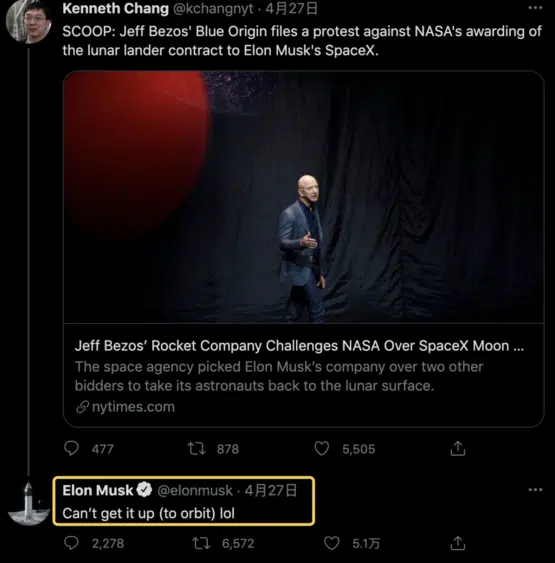 Kenneth Chang @kchangnyt · 4月27日
SCOOP: Jeff Bezos' Blue Origin files a protest against NASA's awarding of
the lunar lander contract to Elon Musk's SpaceX.
Jeff Bezos’ Rocket Company Challenges NASA Over SpaceX Moon ...
The space agency picked Elon Musk’s company over two other
bidders to take its astronauts back to the lunar surface.
nytimes.com
477 878 5,505
Elon Musk @elonmusk · 4月27日
Can’t get it up (to orbit) lol
2,278 6,572 5.1万